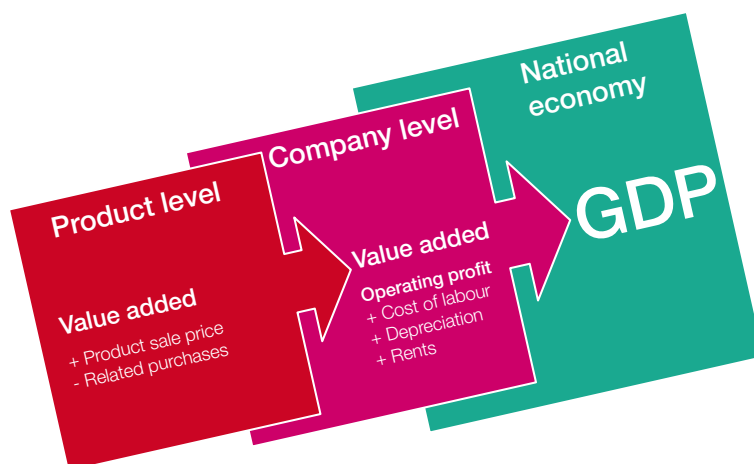 Product level
Value added
+ Product sale price
- Related purchases
Company level
Value added
Operating profit
+ Cost of labour
+ Depreciation
+ Rents
National
economy
GDP